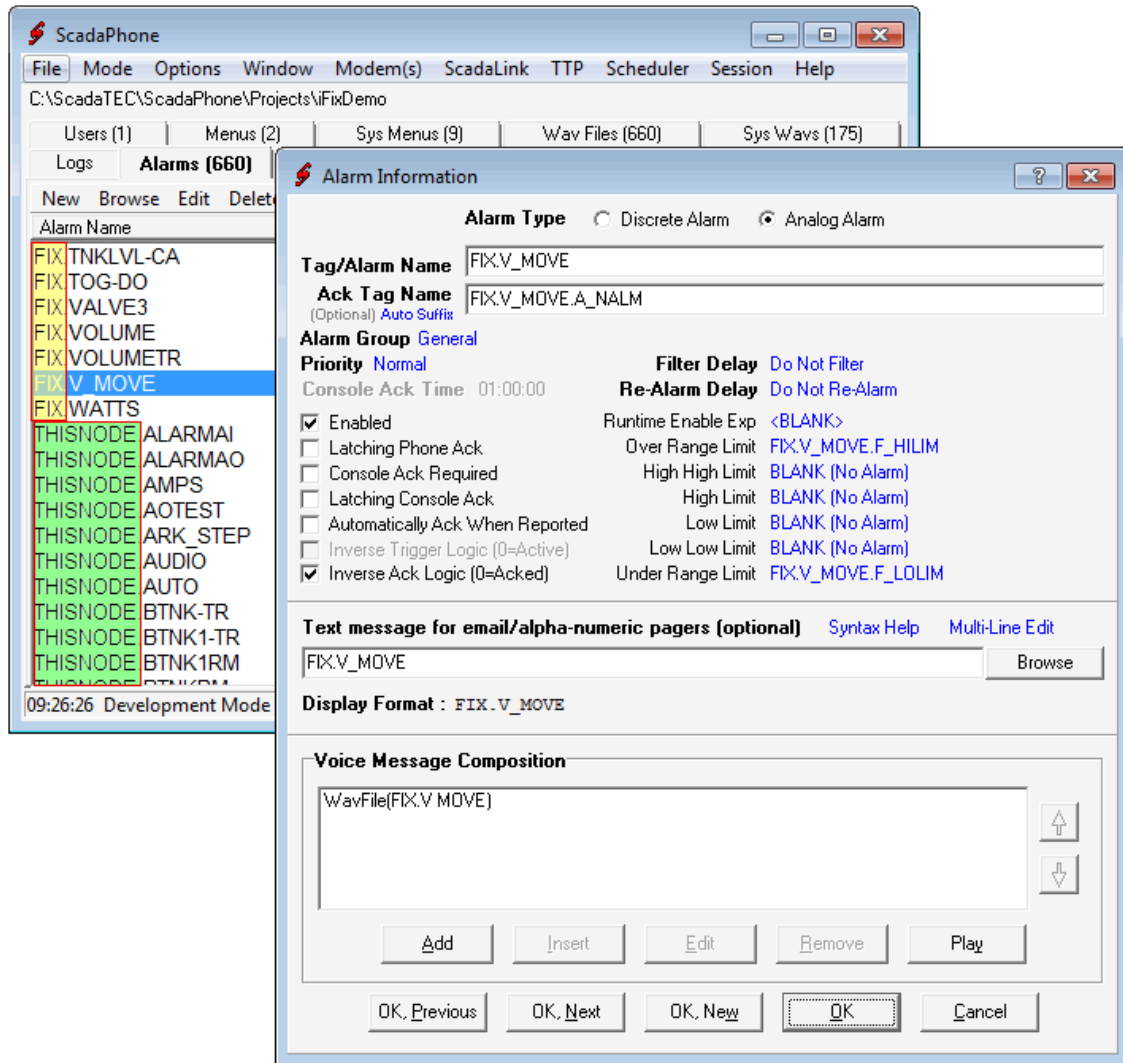 ScadaPhone
File Mode Options Window Modem(s) ScadaLink TTP Scheduler Session Help
C:\ScadaTEC\ScadaPhone\Projects\iFixDemo
Users (1) Menus (2) Sys Menus (9) Wav Files (660) Sys Wavs (175)
Logs Alarms (660)
New Browse Edit Delet
Alarm Name
FIX.TNKLVL-CA
FIX.TOG-DO
FIX.VALVE3
FIX.VOLUME
FIX.VOLUMETR
FIX.V_MOVE
FIX.WATTS
THISNODE.ALARMAI
THISNODE.ALARMAO
THISNODE.AMPS
THISNODE.AOTEST
THISNODE.ARK_STEP
THISNODE.AUDIO
THISNODE.AUTO
THISNODE.BTNK-TR
THISNODE.BTNK1-TR
THISNODE.BTNK1RM
09:26:26 Development Mode
Alarm Information
Alarm Type Discrete Alarm Analog Alarm
Tag/Alarm Name FIX.V_MOVE
Ack Tag Name FIX.V_MOVE.A_NALM
(Optional) Auto Suffix
Alarm Group General
Priority Normal Filter Delay Do Not Filter
Console Ack Time 01:00:00 Re-Alarm Delay Do Not Re-Alarm
Enabled Runtime Enable Exp <BLANK>
Latching Phone Ack Over Range Limit FIX.V_MOVE.F_HILIM
Console Ack Required High High Limit BLANK (No Alarm)
Latching Console Ack High Limit BLANK (No Alarm)
Automatically Ack When Reported Low Limit BLANK (No Alarm)
Inverse Trigger Logic (0=Active) Low Low Limit BLANK (No Alarm)
Inverse Ack Logic (0=Acked) Under Range Limit FIX.V_MOVE.F_LOLIM
Text message for email/alpha-numeric pagers (optional) Syntax Help Multi-Line Edit
FIX.V_MOVE Browse
Display Format : FIX.V_MOVE
Voice Message Composition
WavFile(FIX.V MOVE)
Add Insert Edit Remove Play
OK, Previous OK, Next OK, New OK Cancel